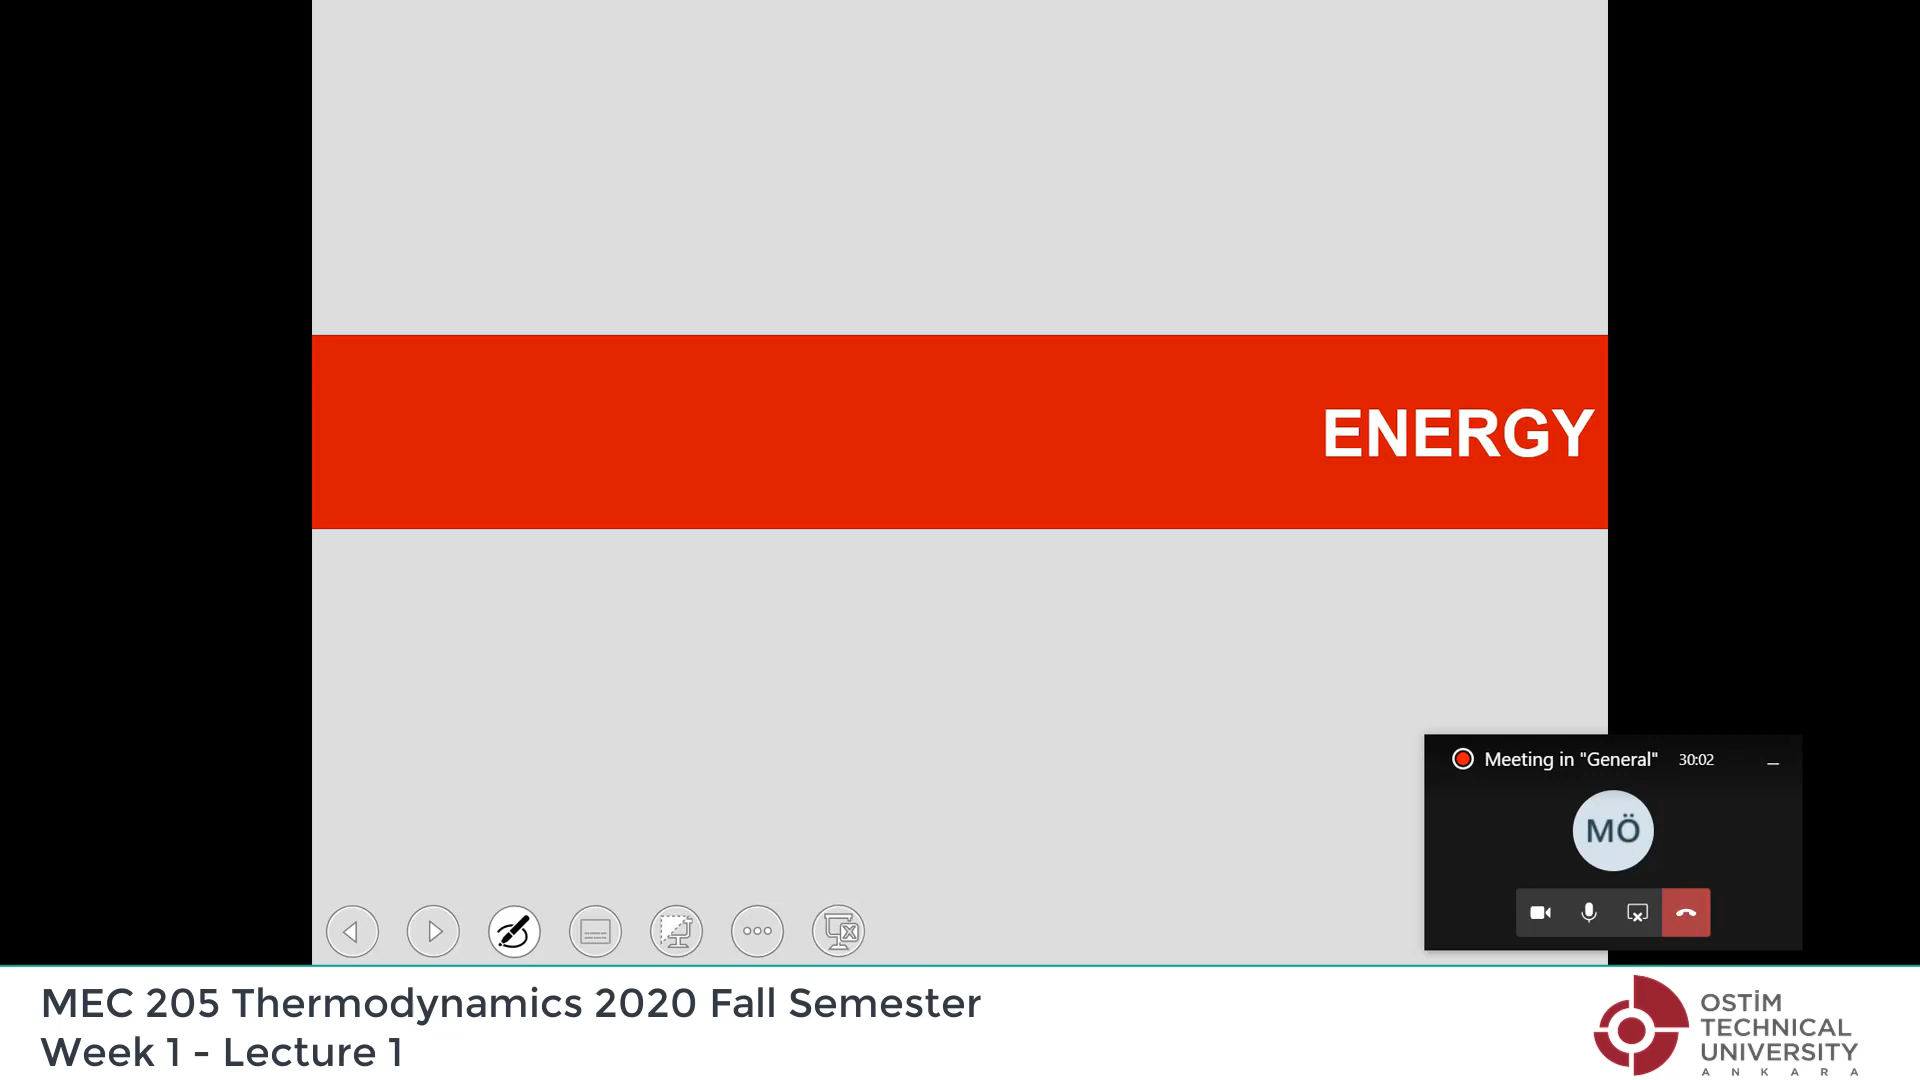 ENERGY
Meeting in "General" 30:02
MÖ
MEC 205 Thermodynamics 2020 Fall Semester
Week 1 - Lecture 1
OSTİM
TECHNICAL
UNIVERSITY
ANKARA